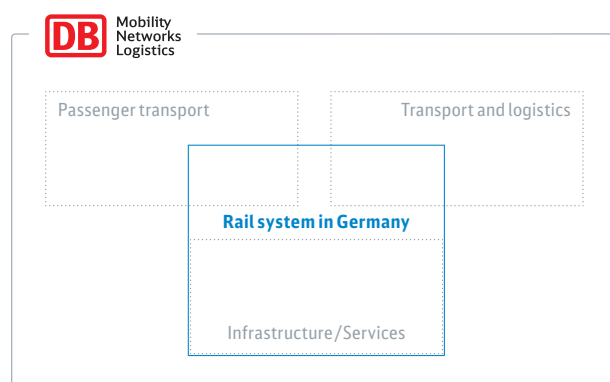 DB
Mobility
Networks
Logistics
Passenger transport
Transport and logistics
Rail system in Germany
Infrastructure/Services